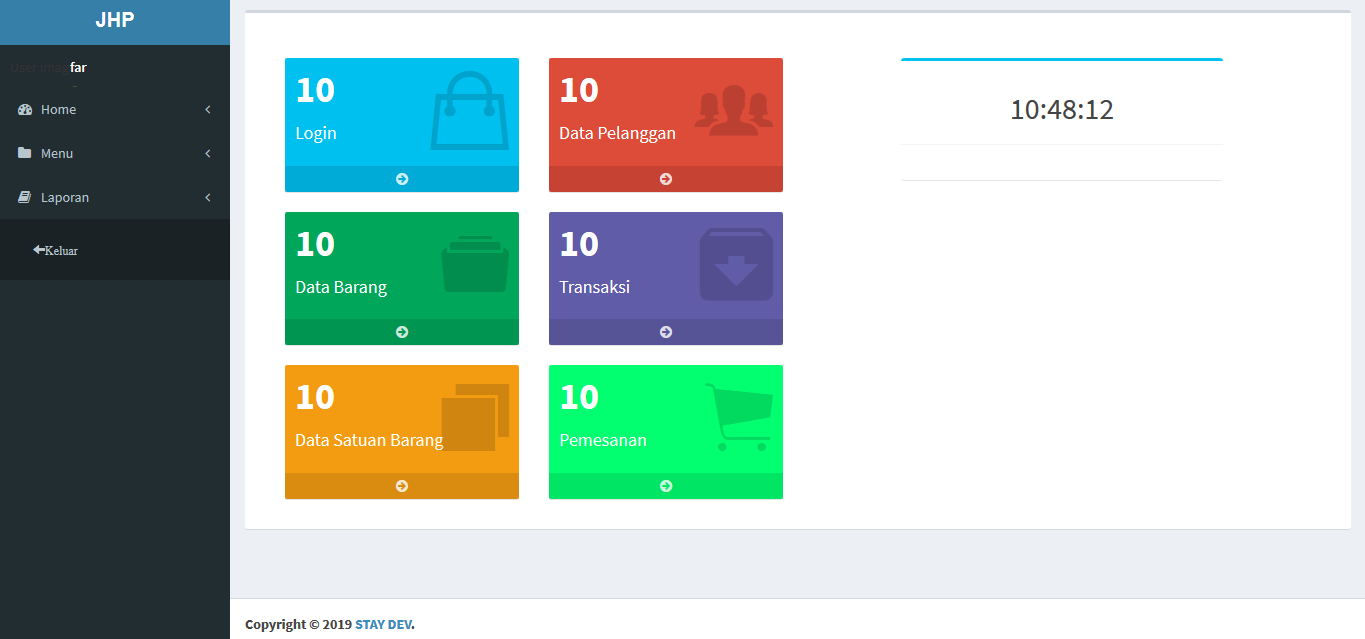 JHP
User Image far
Home
Menu
Laporan
Keluar
10
Login
10
Data Pelanggan
10:48:12
10
Data Barang
10
Transaksi
10
Data Satuan Barang
10
Pemesanan
Copyright © 2019 STAY DEV.